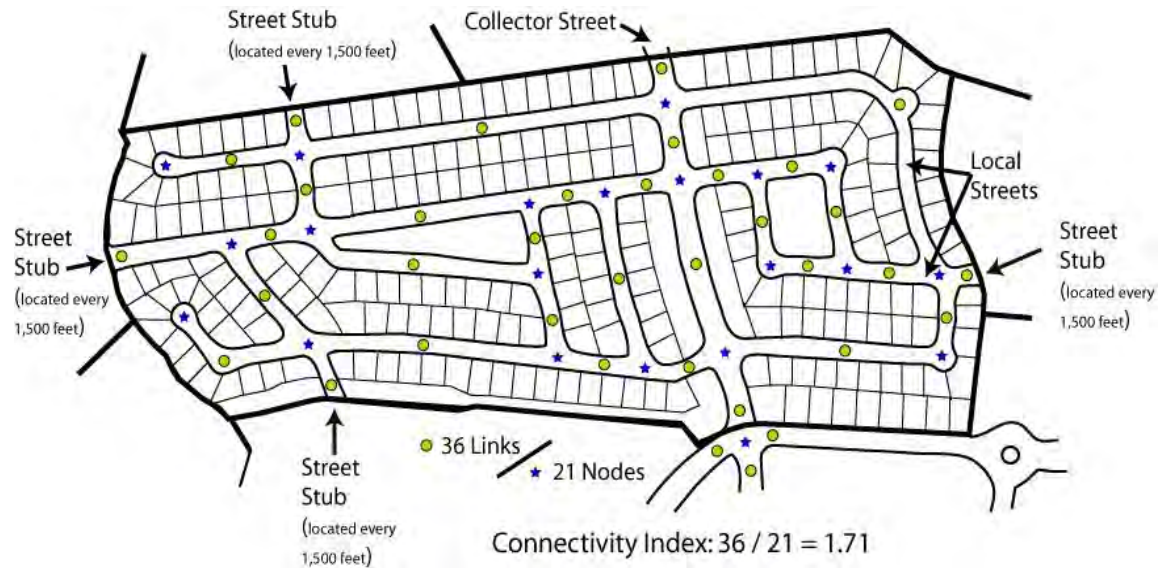 Street Stub
(located every 1,500 feet)
Collector Street
Local
Streets
Street
Stub
(located every
1,500 feet)
Street
Stub
(located every
1,500 feet)
Street
Stub
(located every
1,500 feet)
36 Links
21 Nodes
Connectivity Index: 36 / 21 = 1.71